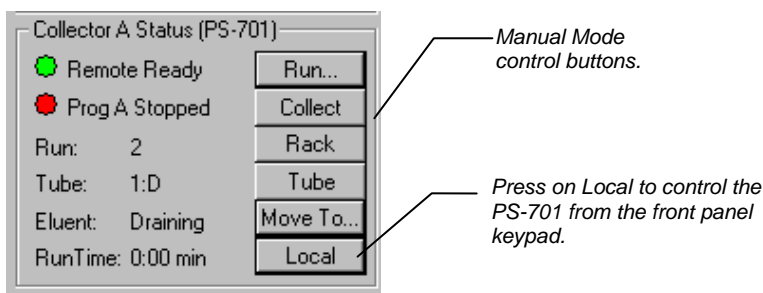 Collector A Status (PS-701)
Remote Ready
Run...
Prog A Stopped
Collect
Run: 2
Rack
Tube: 1:D
Tube
Eluent: Draining
Move To...
RunTime: 0:00 min
Local
Manual Mode
control buttons.
Press on Local to control the
PS-701 from the front panel
keypad.